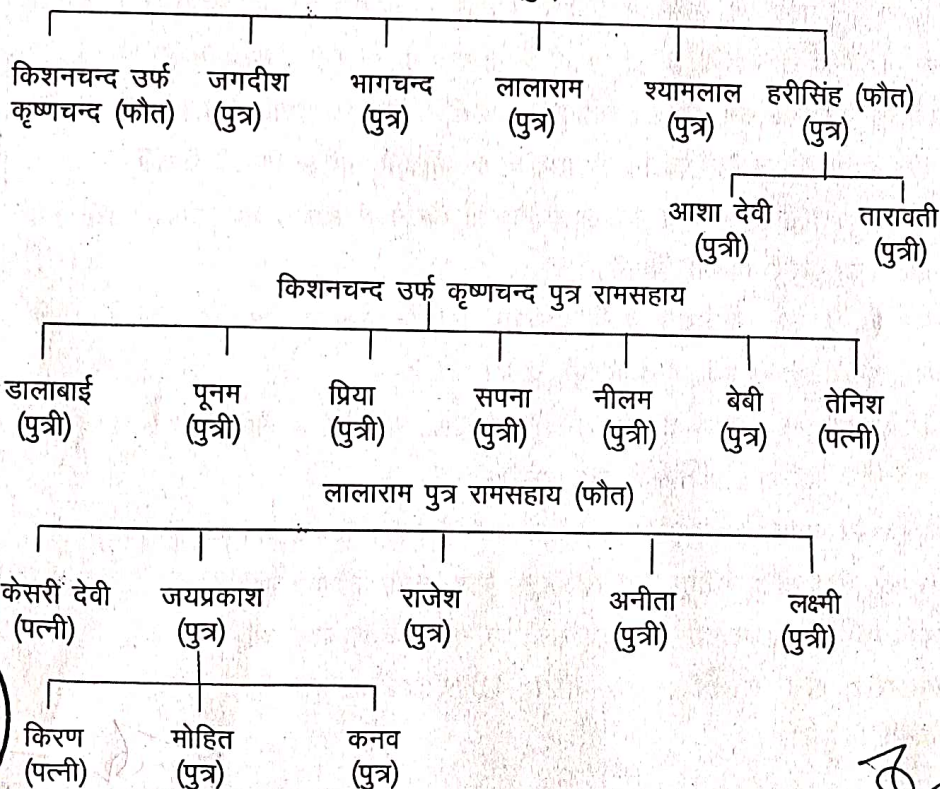 किशनचन्द उर्फ जगदीश भागचन्द लालाराम श्यामलाल हरीसिंह (फौत)
कृष्णचन्द (फौत) (पुत्र) (पुत्र) (पुत्र) (पुत्र) (पुत्र)
आशा देवी तारावती
(पुत्री) (पुत्री)
किशनचन्द उर्फ कृष्णचन्द पुत्र रामसहाय
डालाबाई पूनम प्रिया सपना नीलम बेबी तेनिश
(पुत्री) (पुत्री) (पुत्री) (पुत्री) (पुत्री) (पुत्र) (पत्नी)
लालाराम पुत्र रामसहाय (फौत)
केसरी देवी जयप्रकाश राजेश अनीता लक्ष्मी
(पत्नी) (पुत्र) (पुत्र) (पुत्री) (पुत्री)
किरण मोहित कनव
(पत्नी) (पुत्र) (पुत्र)